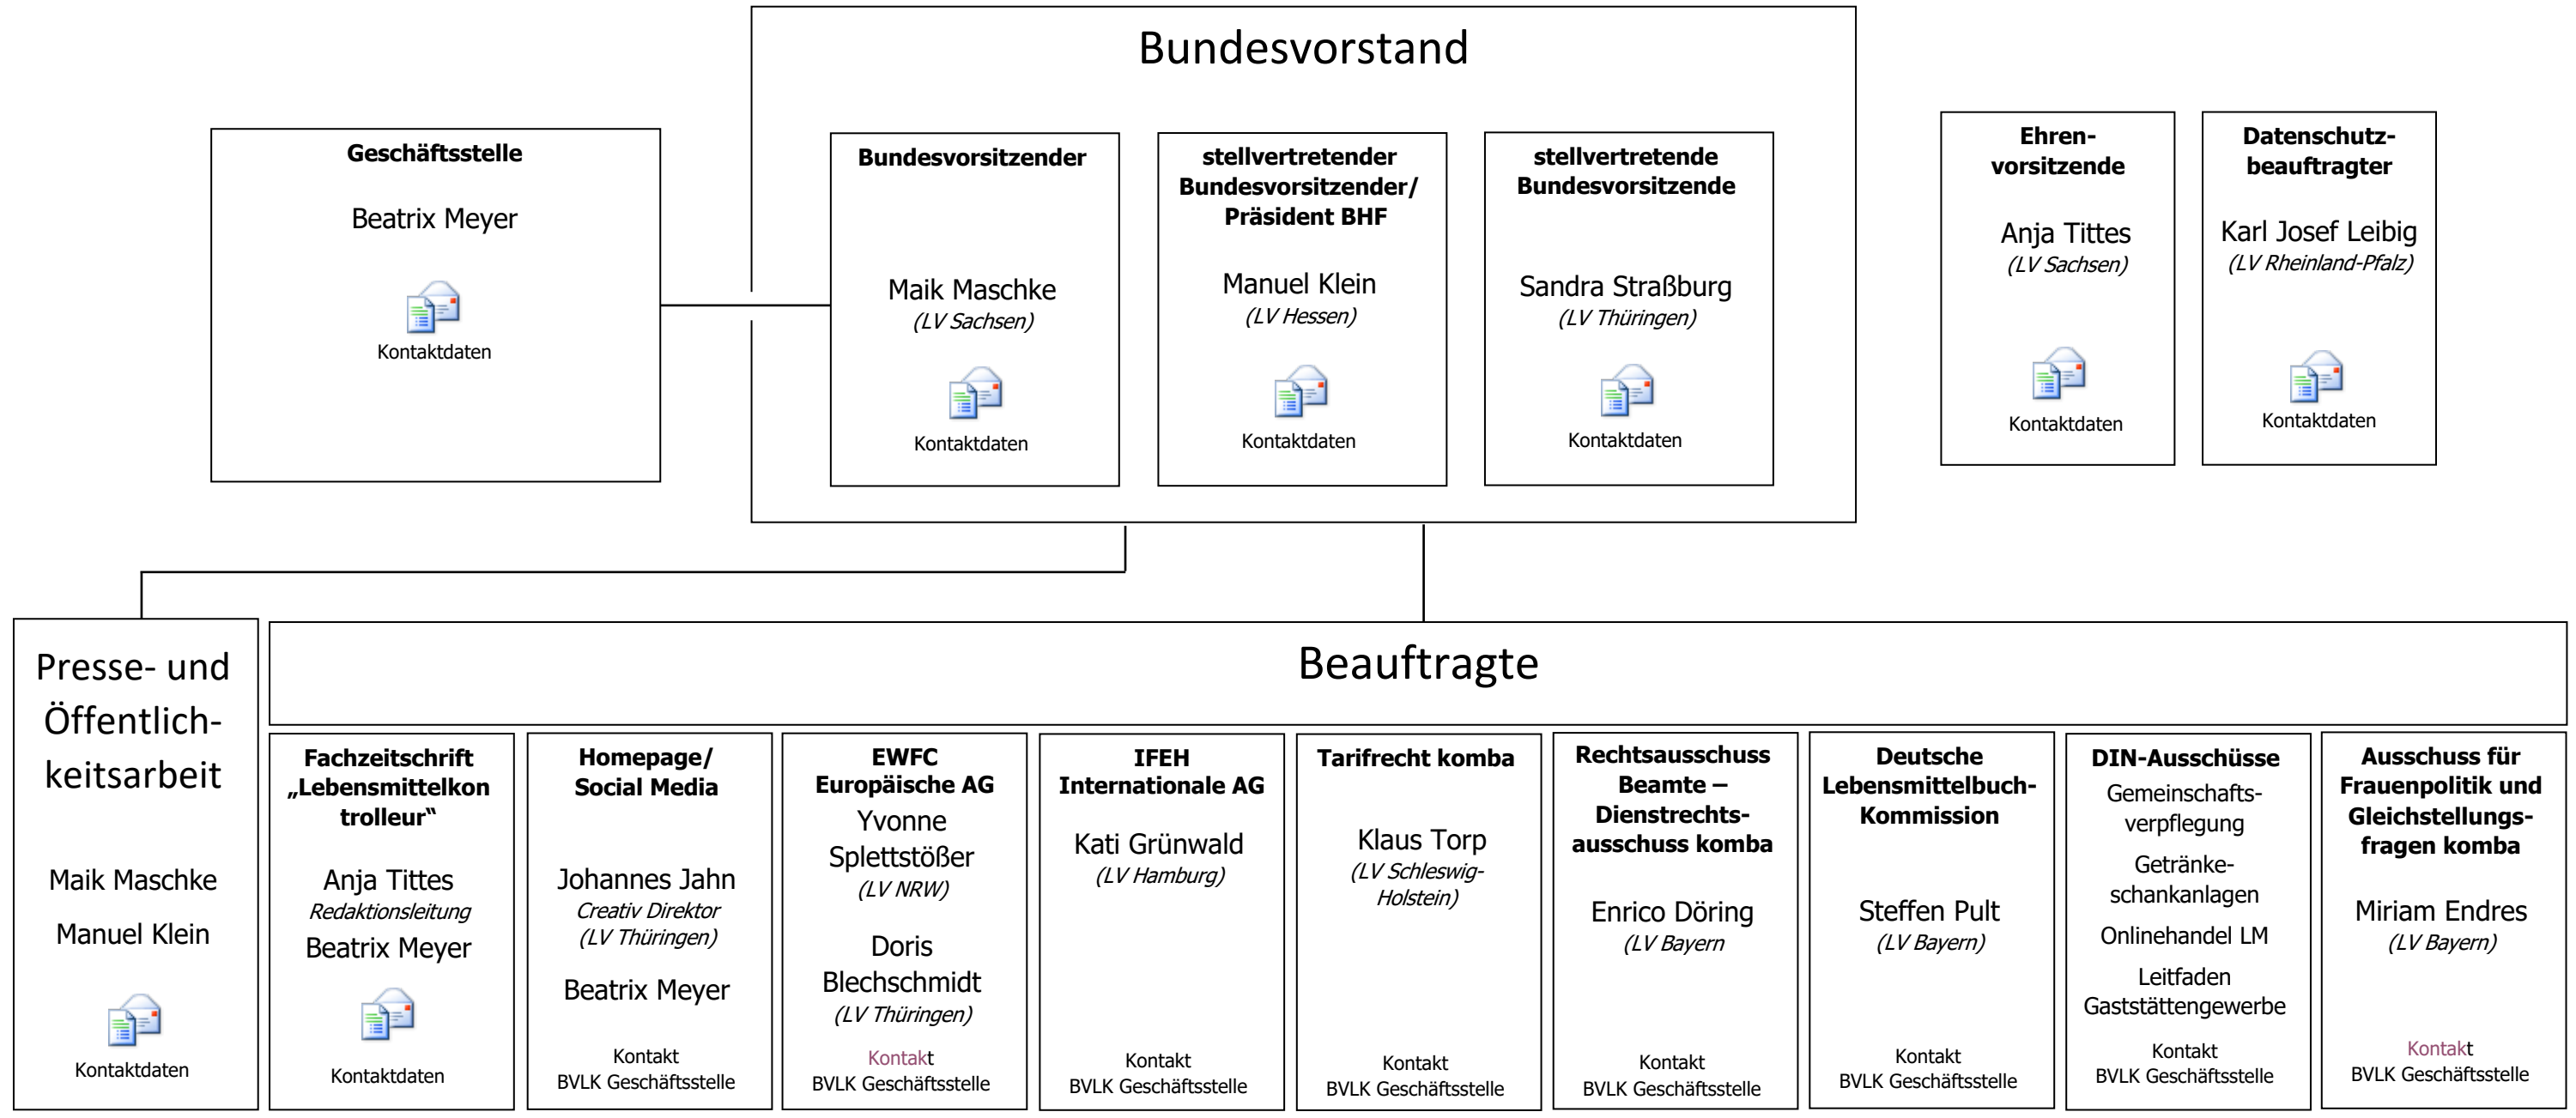 Bundesvorstand
Geschäftsstelle
Beatrix Meyer
Kontaktdaten
Bundesvorsitzender
Maik Maschke
(LV Sachsen)
Kontaktdaten
stellvertretender
Bundesvorsitzender/
Präsident BHF
Manuel Klein
(LV Hessen)
Kontaktdaten
stellvertretende
Bundesvorsitzende
Sandra Straßburg
(LV Thüringen)
Kontaktdaten
Ehren-
vorsitzende
Anja Tittes
(LV Sachsen)
Kontaktdaten
Datenschutz-
beauftragter
Karl Josef Leibig
(LV Rheinland-Pfalz)
Kontaktdaten
Presse- und
Öffentlich-
keitsarbeit
Maik Maschke
Manuel Klein
Kontaktdaten
Beauftragte
Fachzeitschrift
„Lebensmittelkon
trolleur“
Anja Tittes
Redaktionsleitung
Beatrix Meyer
Kontaktdaten
Homepage/
Social Media
Johannes Jahn
Creativ Direktor
(LV Thüringen)
Beatrix Meyer
Kontakt
BVLK Geschäftsstelle
EWFC
Europäische AG
Yvonne
Splettstößer
(LV NRW)
Doris
Blechschmidt
(LV Thüringen)
Kontakt
BVLK Geschäftsstelle
IFEH
Internationale AG
Kati Grünwald
(LV Hamburg)
Kontakt
BVLK Geschäftsstelle
Tarifrecht komba
Klaus Torp
(LV Schleswig-
Holstein)
Kontakt
BVLK Geschäftsstelle
Rechtsausschuss
Beamte –
Dienstrechts-
ausschuss komba
Enrico Döring
(LV Bayern
Kontakt
BVLK Geschäftsstelle
Deutsche
Lebensmittelbuch-
Kommission
Steffen Pult
(LV Bayern)
Kontakt
BVLK Geschäftsstelle
DIN-Ausschüsse
Gemeinschafts-
verpflegung
Getränke-
schankanlagen
Onlinehandel LM
Leitfaden
Gaststättengewerbe
Kontakt
BVLK Geschäftsstelle
Ausschuss für
Frauenpolitik und
Gleichstellungs-
fragen komba
Miriam Endres
(LV Bayern)
Kontakt
BVLK Geschäftsstelle